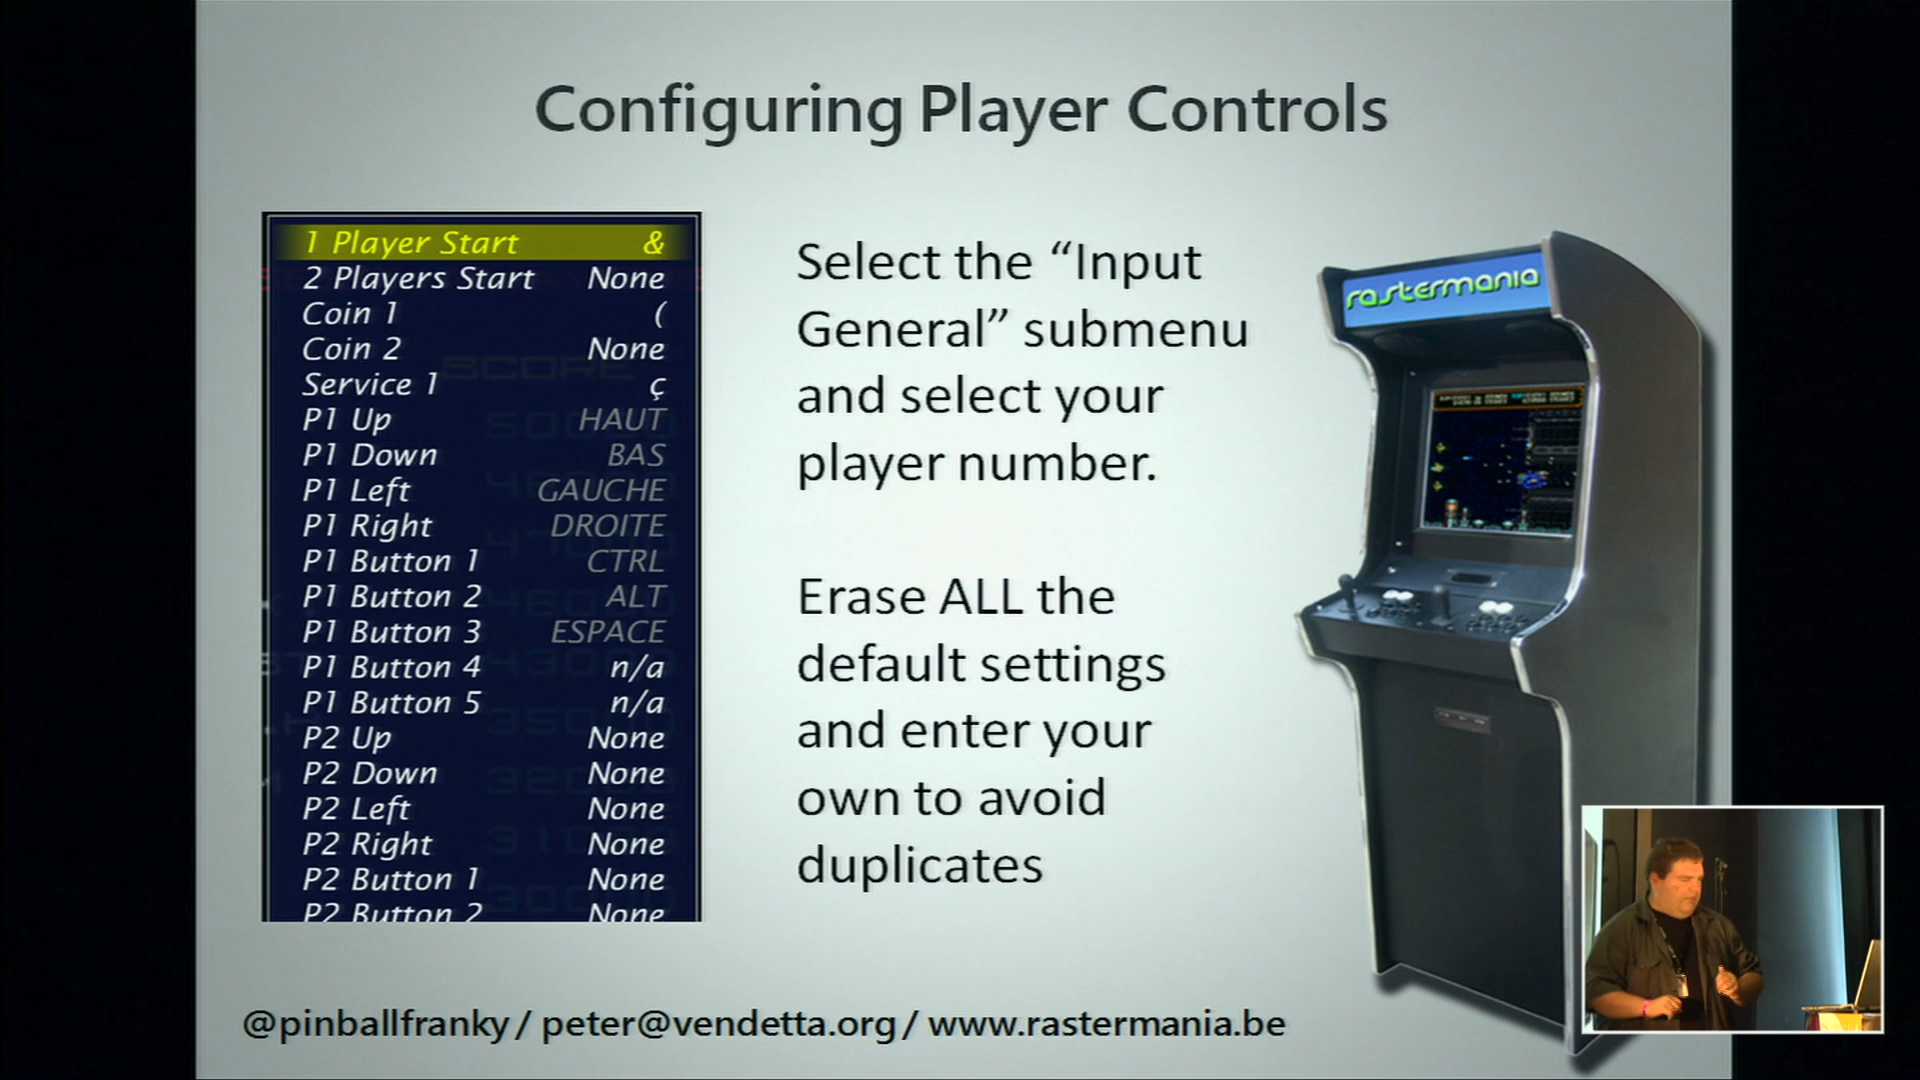 Configuring Player Controls
1 Player Start &
2 Players Start None
Coin 1 (
Coin 2 None
Service 1 ç
P1 Up HAUT
P1 Down BAS
P1 Left GAUCHE
P1 Right DROITE
P1 Button 1 CTRL
P1 Button 2 ALT
P1 Button 3 ESPACE
P1 Button 4 n/a
P1 Button 5 n/a
P2 Up None
P2 Down None
P2 Left None
P2 Right None
P2 Button 1 None
P2 Button 2 None
SCORE
Select the “Input
General” submenu
and select your
player number.
Erase ALL the
default settings
and enter your
own to avoid
duplicates
rastermania
@pinballfranky / peter@vendetta.org / www.rastermania.be